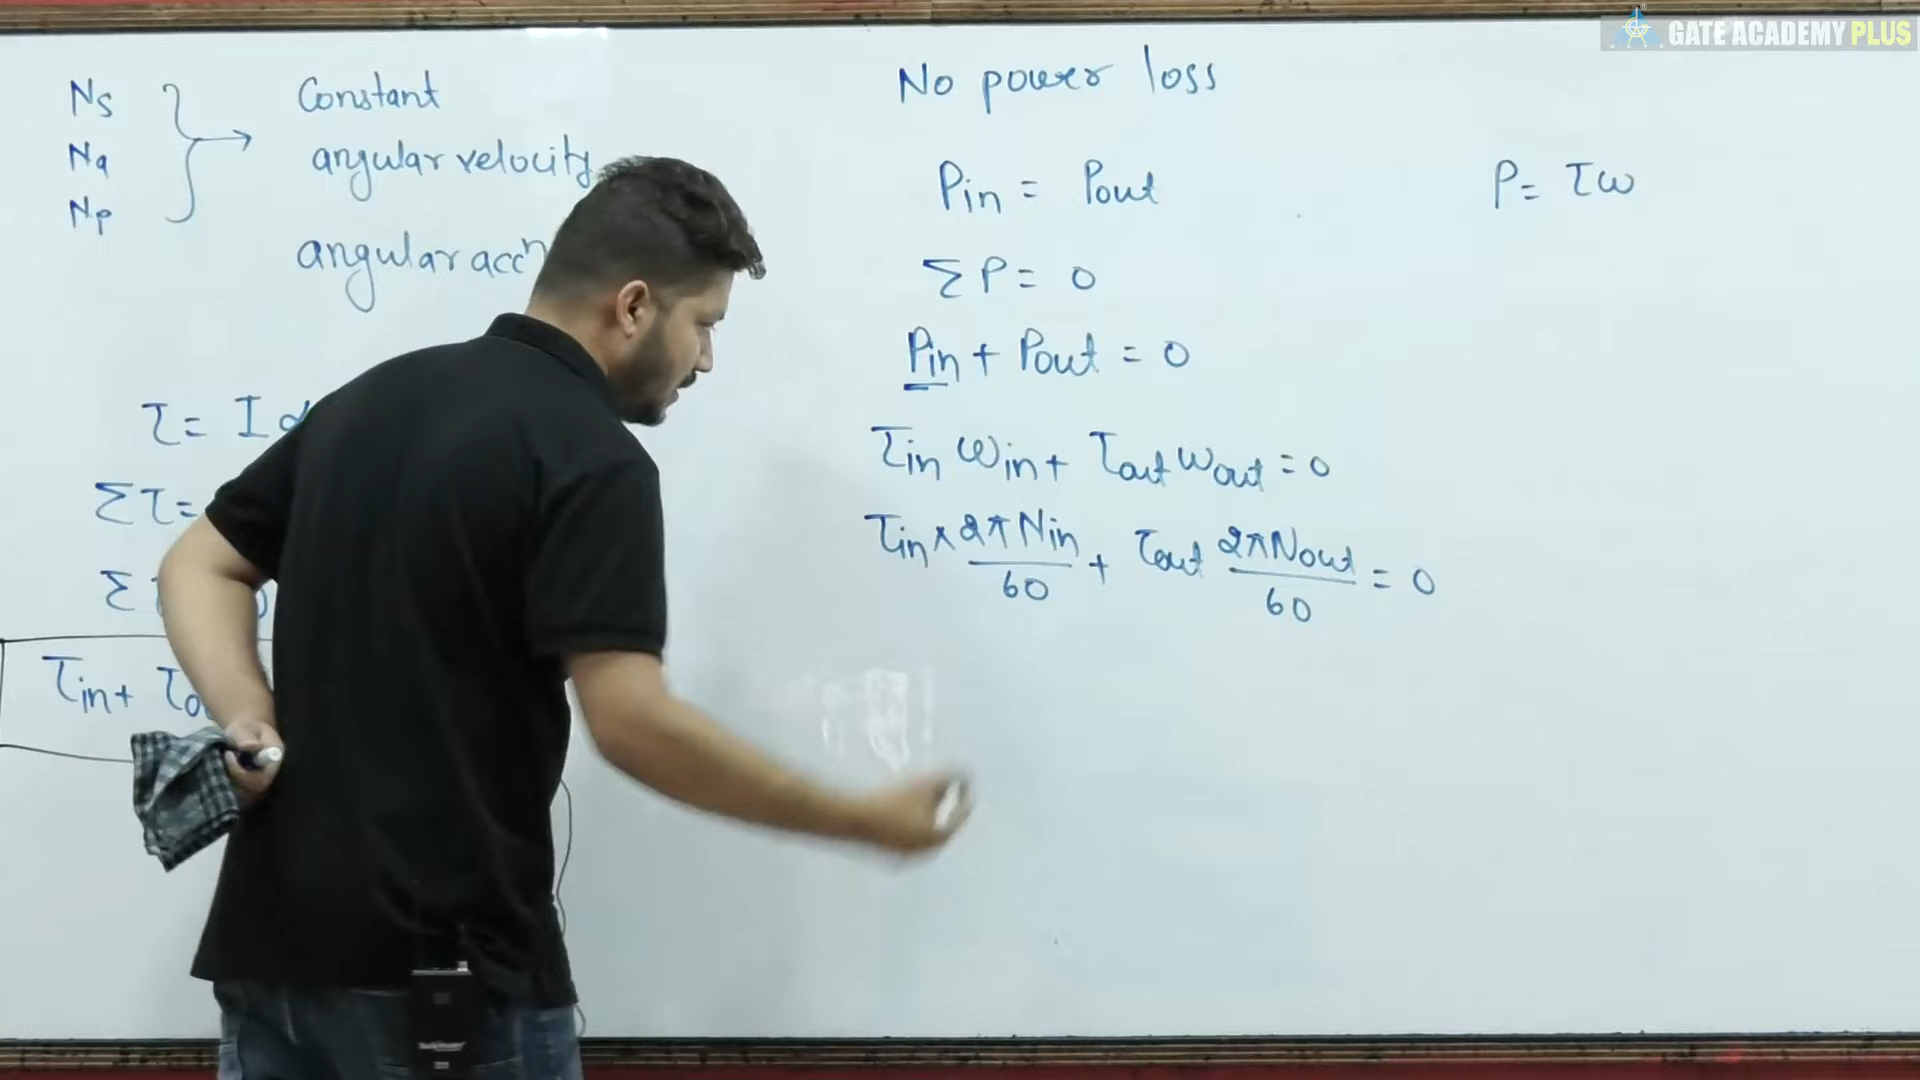 GATE ACADEMY PLUS
Ns
Na
Np
Constant
angular velocity
angular accⁿ
τ = I α
Στ =
Σ
τin + τo
No power loss
Pin = Pout
P = τω
ΣP = 0
Pin + Pout = 0
τin ωin + τout ωout = 0
τin × 2πNin/60 + τout 2πNout/60 = 0